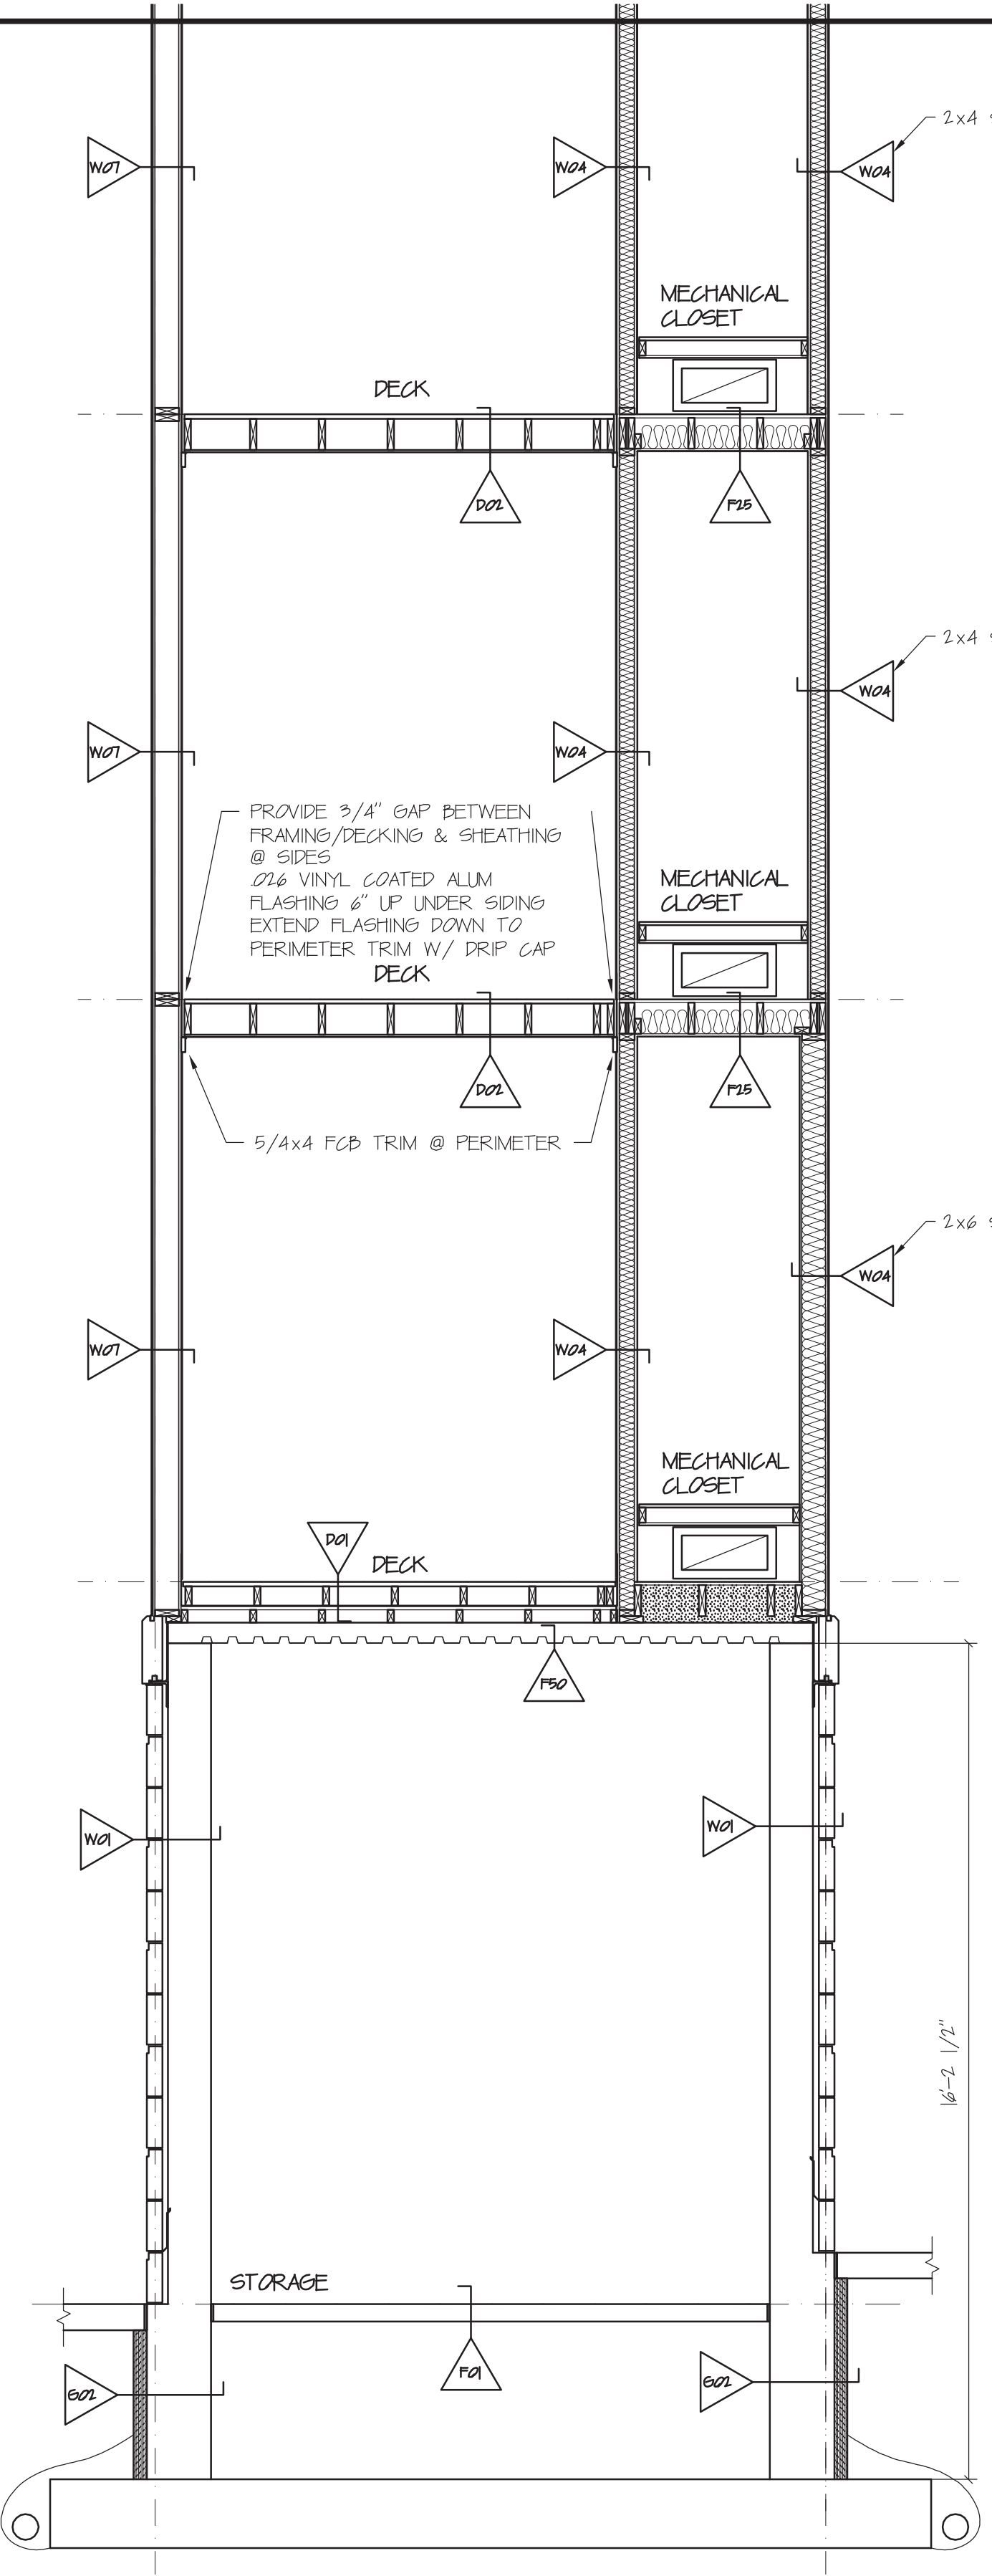 2x4
W07
W04
W04
MECHANICAL
CLOSET
DECK
D02
F25
2x4
W04
W07
W04
PROVIDE 3/4" GAP BETWEEN
FRAMING/DECKING & SHEATHING
@ SIDES
.026 VINYL COATED ALUM
FLASHING 6" UP UNDER SIDING
EXTEND FLASHING DOWN TO
PERIMETER TRIM W/ DRIP CAP
MECHANICAL
CLOSET
DECK
D02
F25
5/4x4 FCB TRIM @ PERIMETER
2x6
W04
W07
W04
MECHANICAL
CLOSET
D01
DECK
F50
W01
W01
16'-2 1/2"
STORAGE
F01
G02
G02